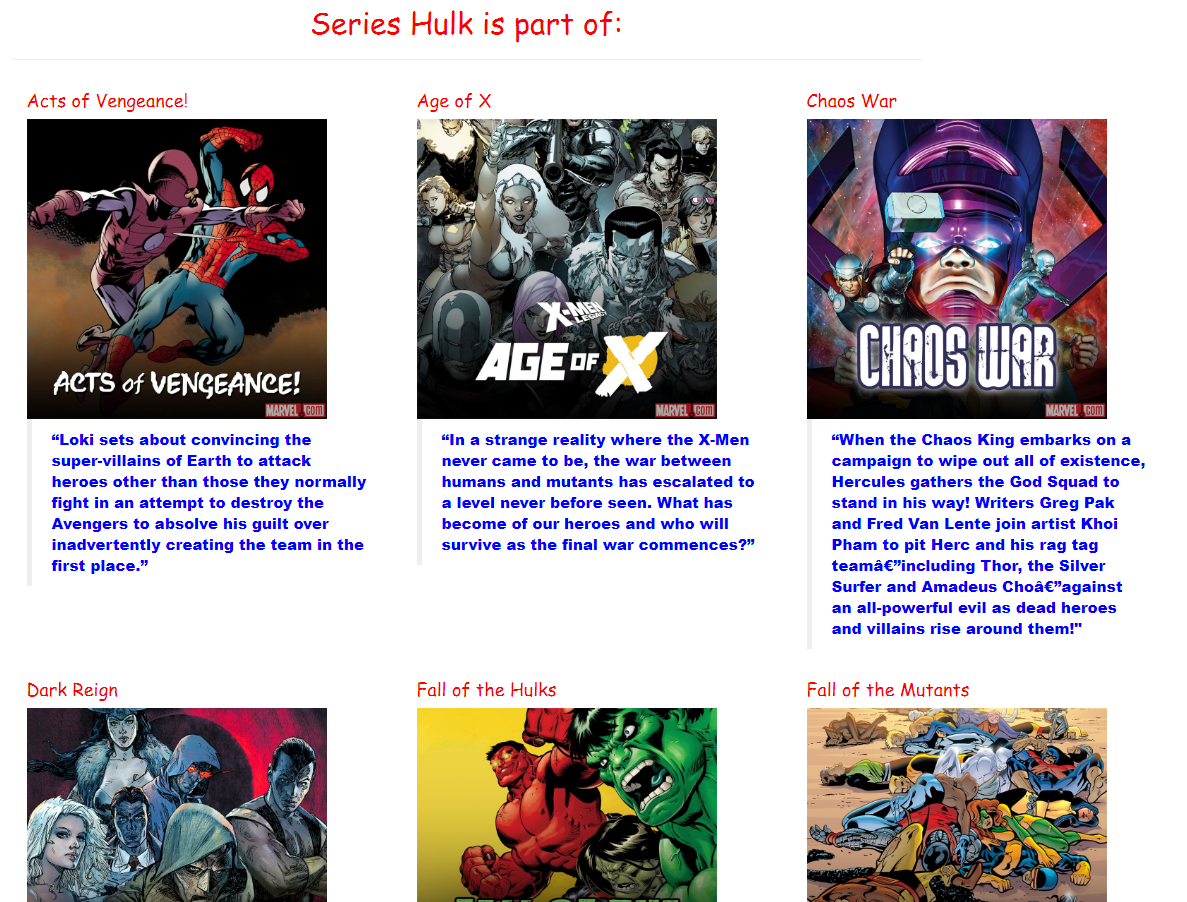 Series Hulk is part of:
Acts of Vengeance!
Age of X
Chaos War
ACTS of VENGEANCE!
MARVEL.com
X-MEN
LEGACY
AGE OF X
MARVEL.com
CHAOS WAR
MARVEL.com
“Loki sets about convincing the
super-villains of Earth to attack
heroes other than those they normally
fight in an attempt to destroy the
Avengers to absolve his guilt over
inadvertently creating the team in the
first place.”
“In a strange reality where the X-Men
never came to be, the war between
humans and mutants has escalated to
a level never before seen. What has
become of our heroes and who will
survive as the final war commences?”
“When the Chaos King embarks on a
campaign to wipe out all of existence,
Hercules gathers the God Squad to
stand in his way! Writers Greg Pak
and Fred Van Lente join artist Khoi
Pham to pit Herc and his rag tag
teamâ€”including Thor, the Silver
Surfer and Amadeus Choâ€”against
an all-powerful evil as dead heroes
and villains rise around them!"
Dark Reign
Fall of the Hulks
Fall of the Mutants